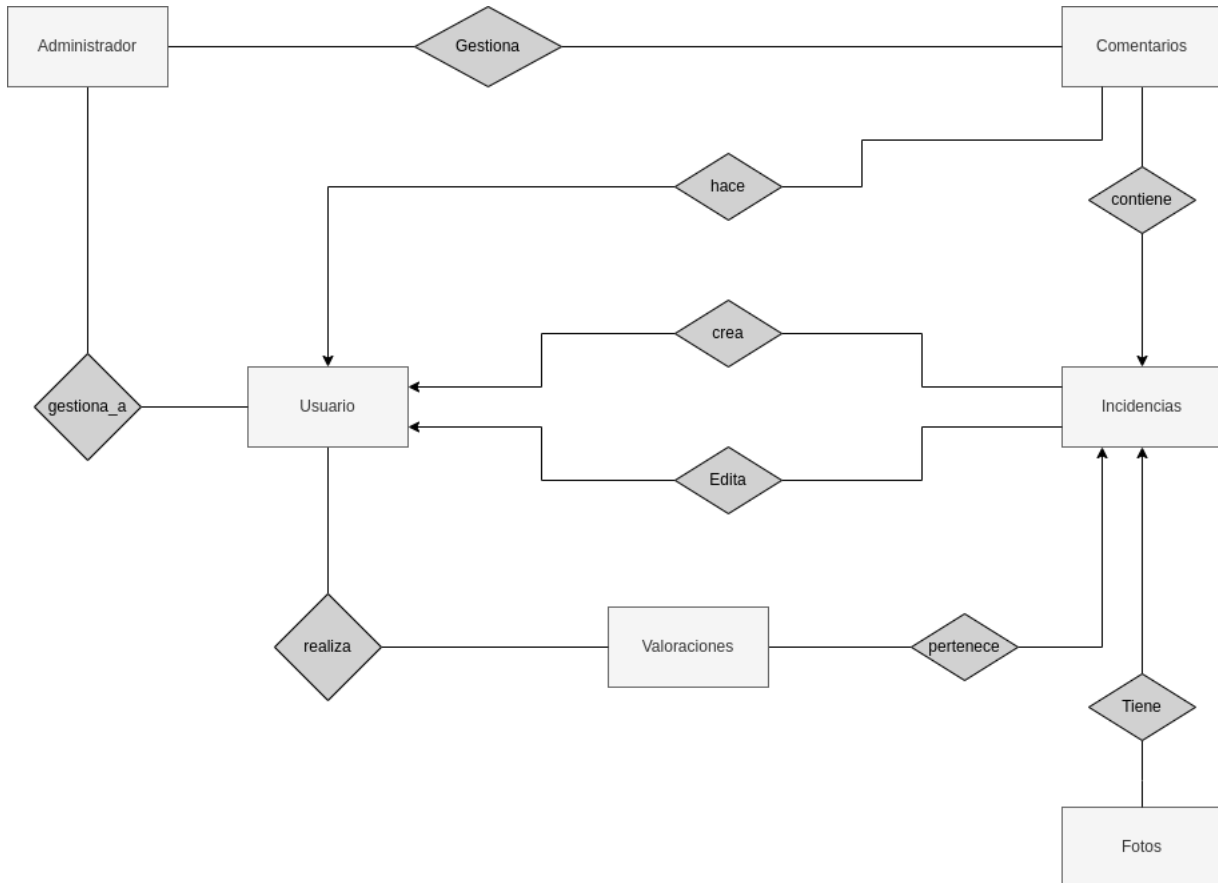 Administrador
Gestiona
Comentarios
hace
contiene
crea
gestiona_a
Usuario
Incidencias
Edita
realiza
Valoraciones
pertenece
Tiene
Fotos